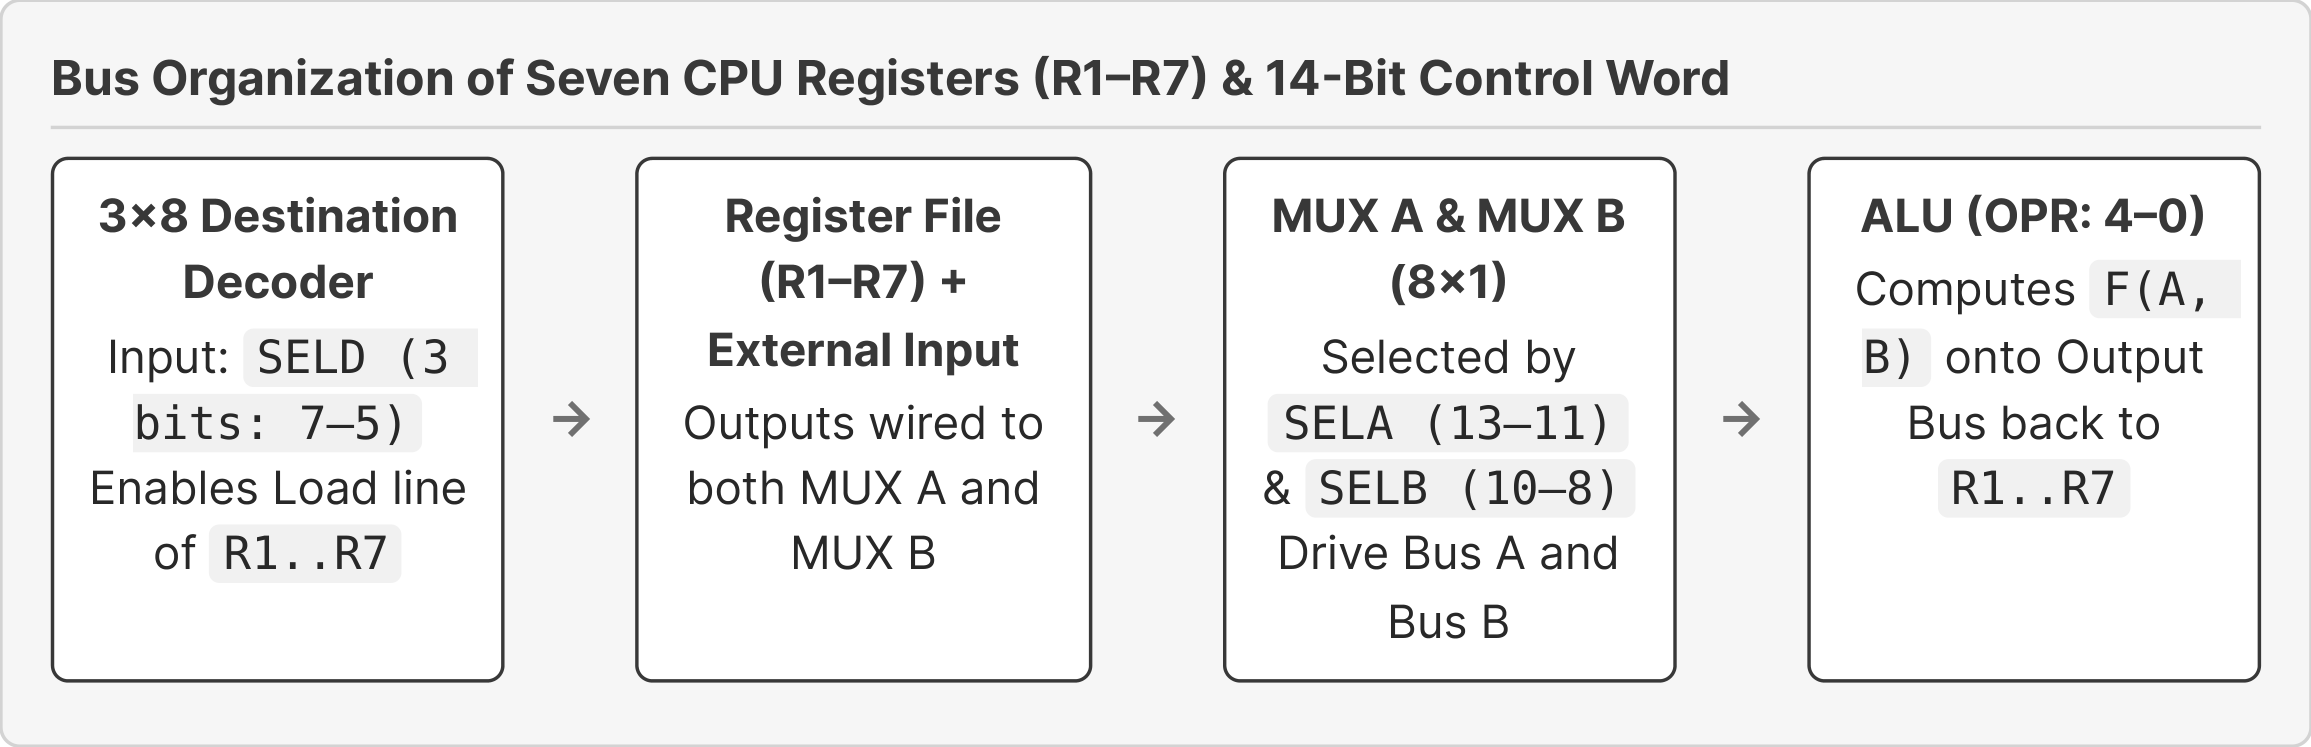 Bus Organization of Seven CPU Registers (R1–R7) & 14-Bit Control Word
3×8 Destination
Decoder
Input: SELD (3
bits: 7–5)
Enables Load line
of R1..R7
→
Register File
(R1–R7) +
External Input
Outputs wired to
both MUX A and
MUX B
→
MUX A & MUX B
(8×1)
Selected by
SELA (13–11)
& SELB (10–8)
Drive Bus A and
Bus B
→
ALU (OPR: 4–0)
Computes F(A,
B) onto Output
Bus back to
R1..R7